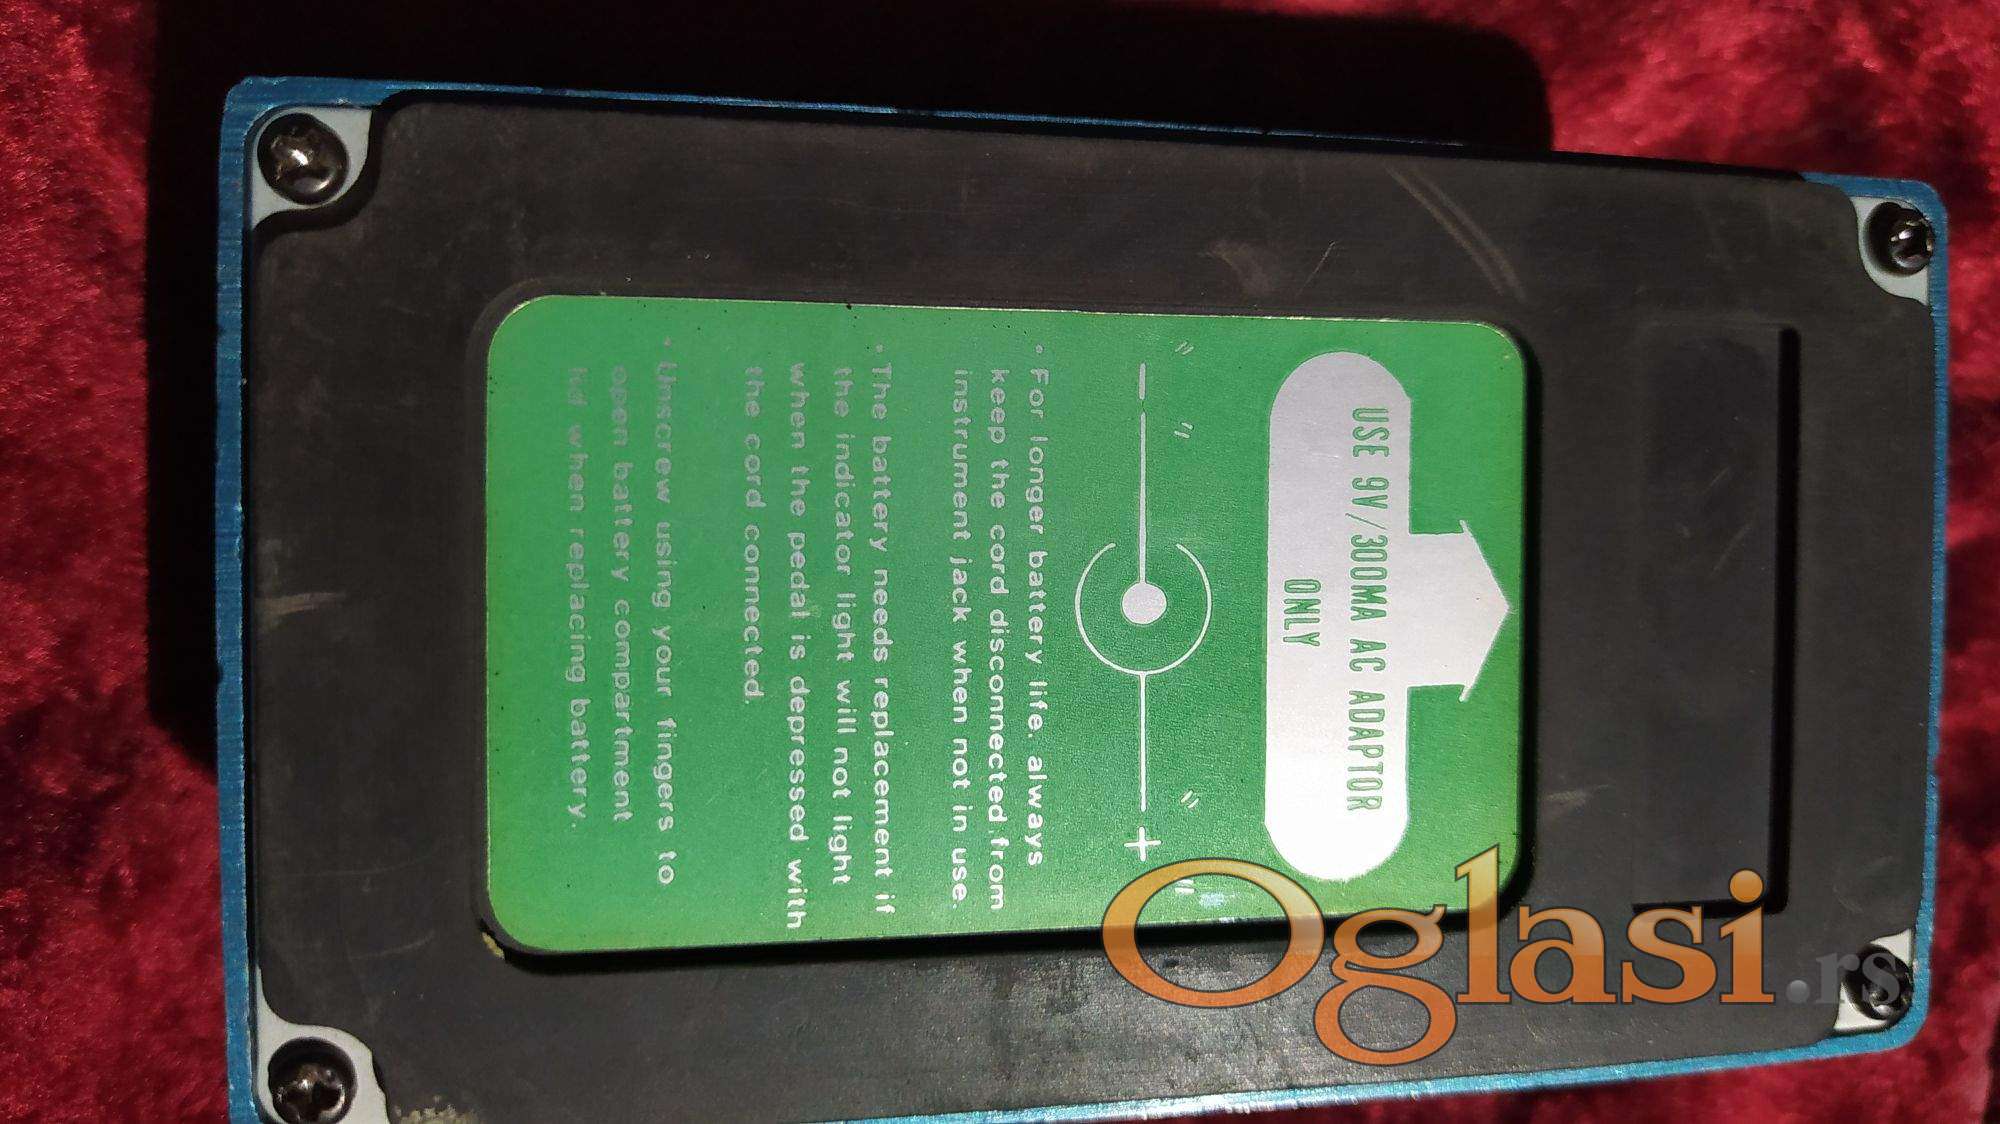 USE 9V/300MA AC ADAPTOR
ONLY
− +
• For longer battery life, always
keep the cord disconnected from
instrument jack when not in use.
• The battery needs replacement if
the indicator light will not light
when the pedal is depressed with
the cord connected.
• Unscrew using your fingers to
open battery compartment
lid when replacing battery.
Oglasi.rs